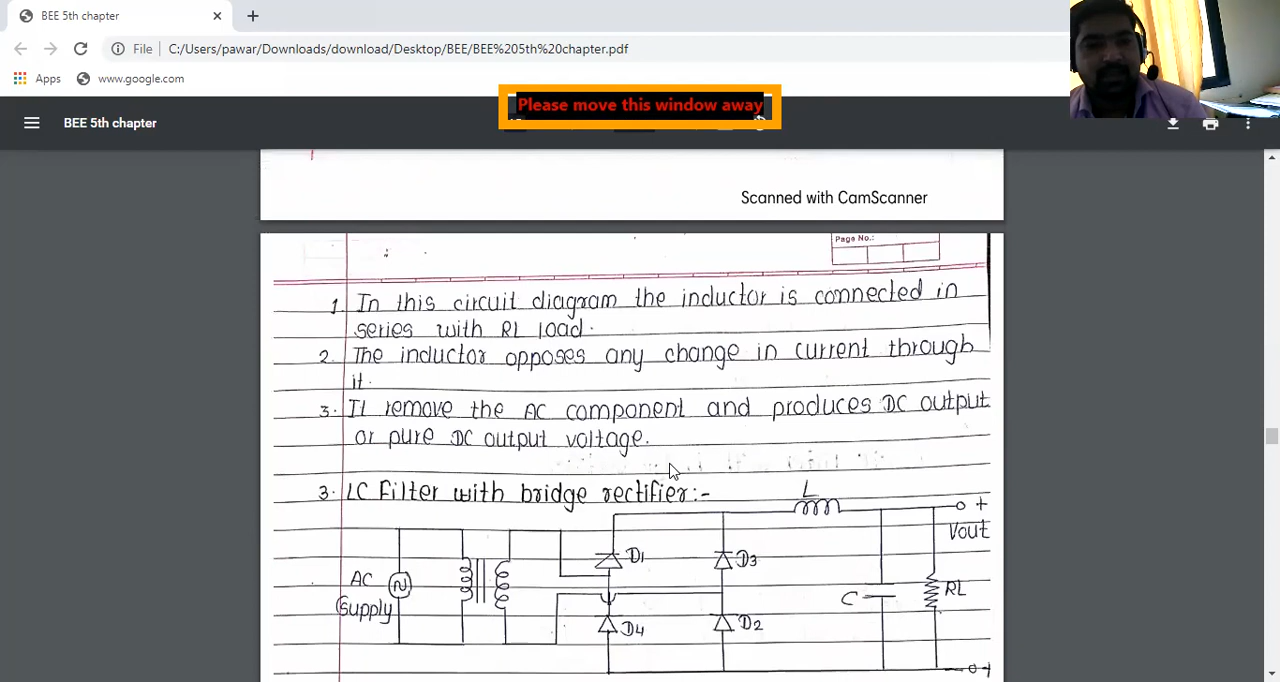 BEE 5th chapter
File C:/Users/pawar/Downloads/download/Desktop/BEE/BEE%205th%20chapter.pdf
Apps www.google.com
Please move this window away
BEE 5th chapter
Scanned with CamScanner
Page No.:
1. In this circuit diagram the inductor is connected in
series with RL load.
2. The inductor opposes any change in current through
it.
3. It remove the AC component and produces DC output
or pure DC output voltage.
3. LC Filter with bridge rectifier:-
L
+
Vout
D1
D3
AC
Supply
C
RL
D4
D2